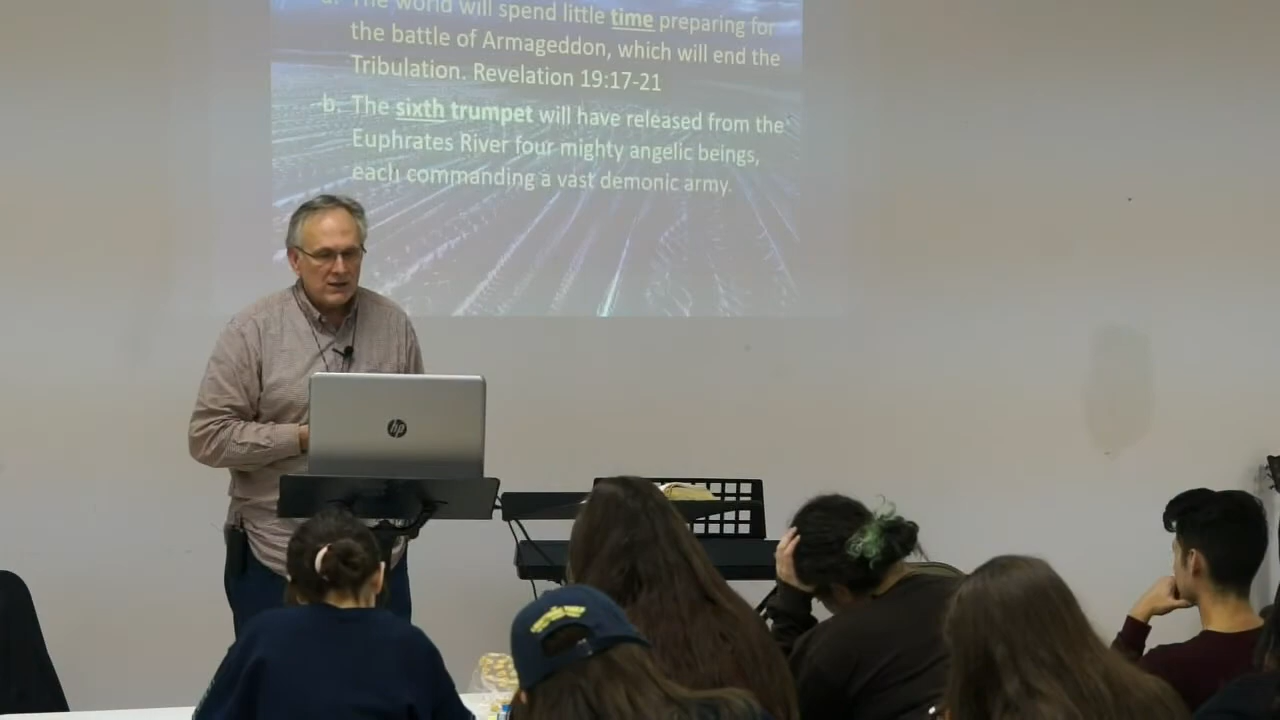 a. The world will spend little time preparing for
the battle of Armageddon, which will end the
Tribulation. Revelation 19:17-21
b. The sixth trumpet will have released from the
Euphrates River four mighty angelic beings,
each commanding a vast demonic army.
hp